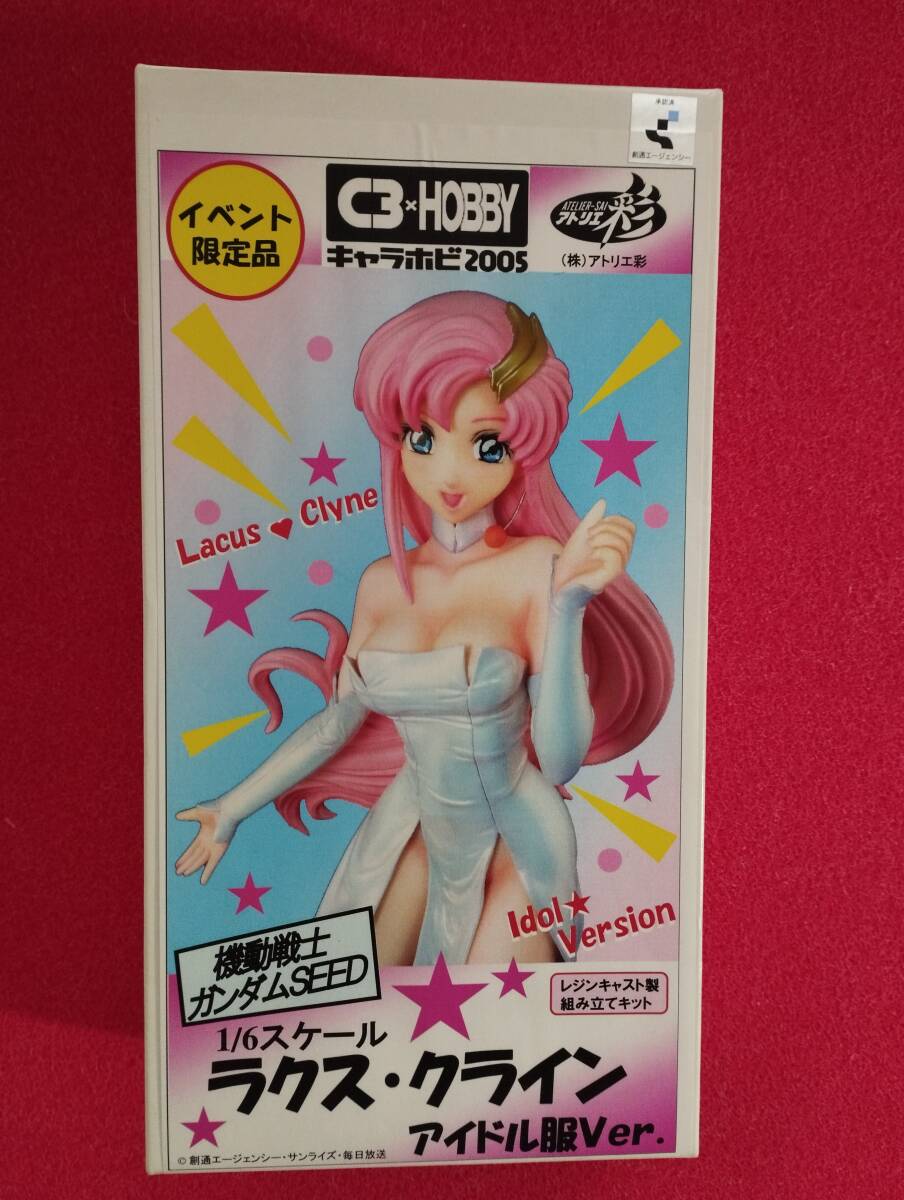 承認済
創通エージェンシー
イベント
限定品
C3×HOBBY
キャラホビ2005
ATELIER-SAI
アトリエ彩
(株)アトリエ彩
Lacus ♥ Clyne
Idol★
Version
機動戦士
ガンダムSEED
レジンキャスト製
組み立てキット
1/6スケール
ラクス・クライン
アイドル服Ver.
© 創通エージェンシー・サンライズ・毎日放送